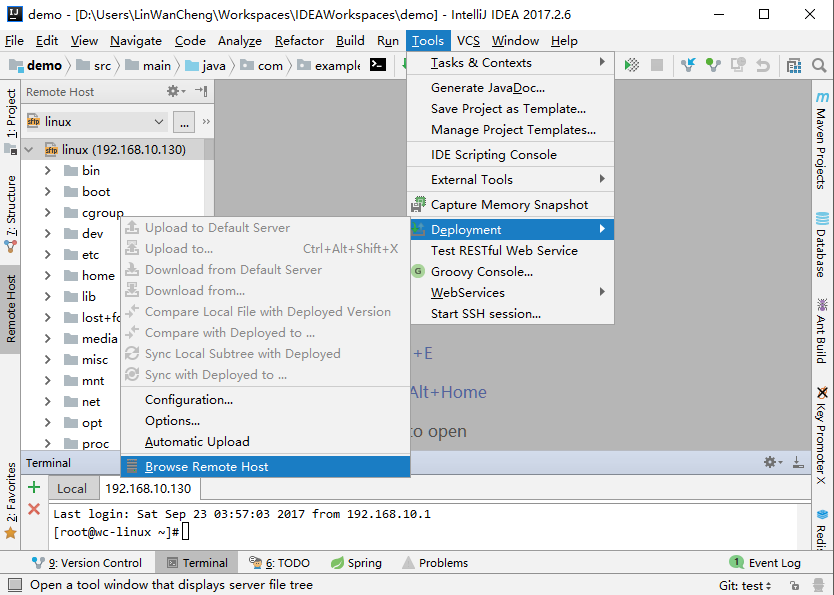 demo - [D:\Users\LinWanCheng\Workspaces\IDEAWorkspaces\demo] - IntelliJ IDEA 2017.2.6
File Edit View Navigate Code Analyze Refactor Build Run Tools VCS Window Help
demo src main java com example
Remote Host
linux
...
linux (192.168.10.130)
bin
boot
cgroup
dev
etc
home
lib
lost+fo
media
misc
mnt
net
opt
proc
Tasks & Contexts
Generate JavaDoc...
Save Project as Template...
Manage Project Templates...
IDE Scripting Console
External Tools
Capture Memory Snapshot
Deployment
Test RESTful Web Service
Groovy Console...
WebServices
Start SSH session...
Upload to Default Server
Upload to... Ctrl+Alt+Shift+X
Download from Default Server
Download from...
Compare Local File with Deployed Version
Compare with Deployed to ...
Sync Local Subtree with Deployed
Sync with Deployed to ...
Configuration...
Options...
Automatic Upload
Browse Remote Host
+E
Alt+Home
to open
1: Project
7: Structure
Remote Host
2: Favorites
Maven Projects
Database
Ant Build
Key Promoter X
Redis
Terminal
Local 192.168.10.130
Last login: Sat Sep 23 03:57:03 2017 from 192.168.10.1
[root@wc-linux ~]#
9: Version Control Terminal 6: TODO Spring Problems 1 Event Log
Open a tool window that displays server file tree Git: test